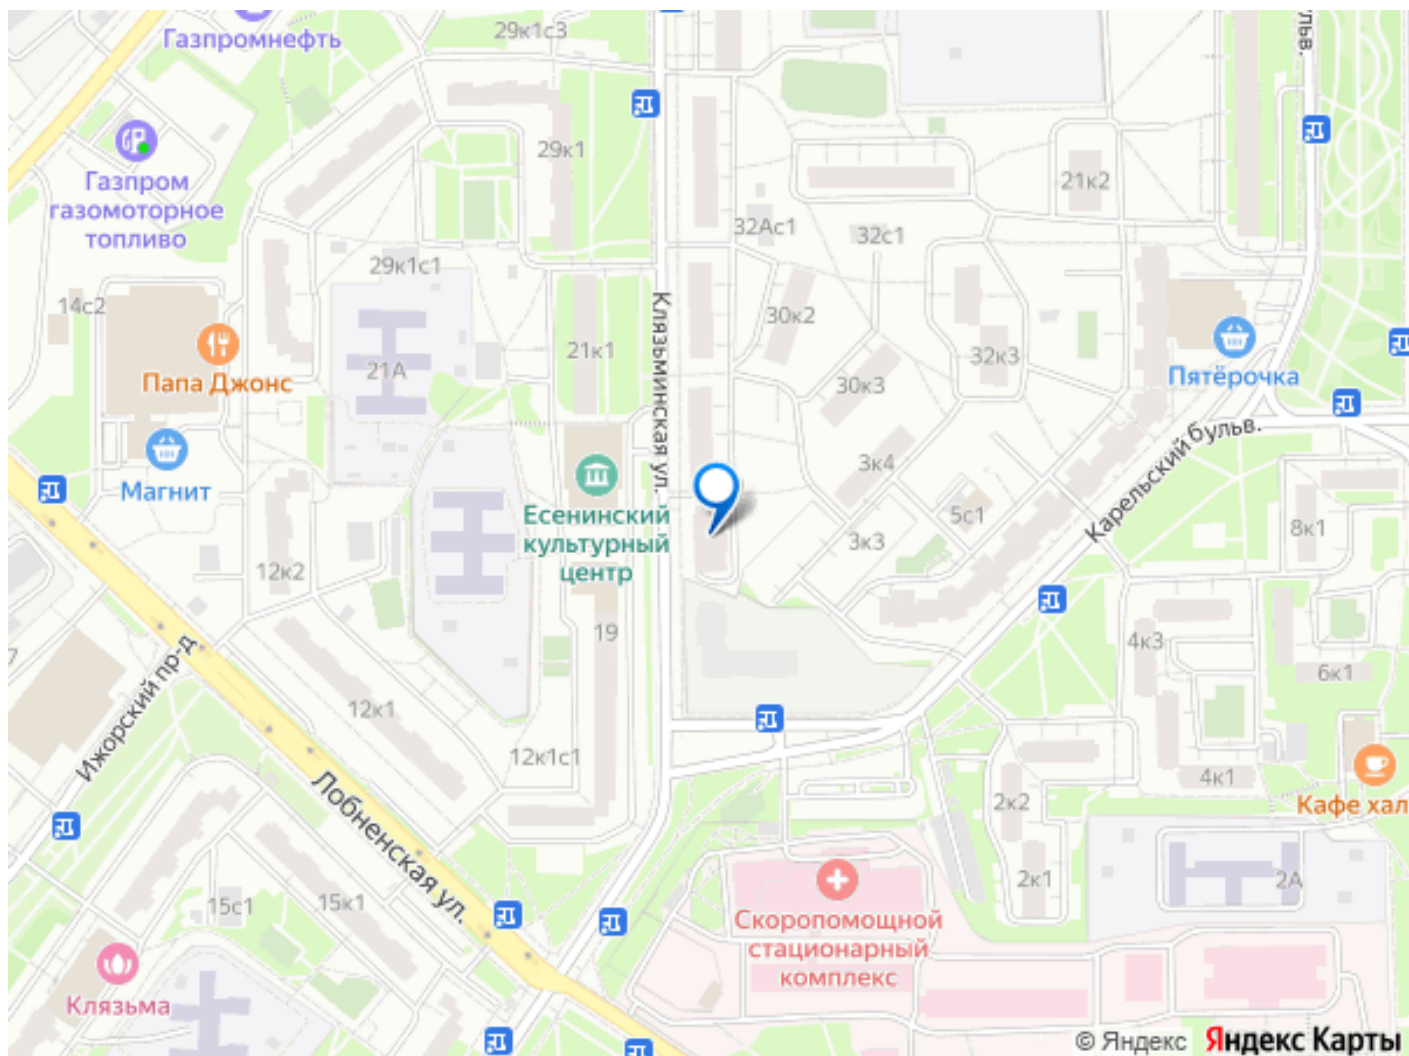 29к1с3
ульв.
Газпромнефть
29к1
Газпром
газомоторное
топливо
21к2
32Ас1
32с1
29к1с1
14с2
Клязьминская ул.
30к2
21к1
32к3
21А
Папа Джонс
30к3
Пятёрочка
Карельский бульв.
3к4
Магнит
Есенинский
культурный
центр
5с1
8к1
3к3
12к2
19
4к3
7
6к1
Ижорский пр-д
12к1
12к1с1
4к1
2к2
Кафе хал
Лобненская ул.
2к1
2А
15с1
15к1
Скоропомощной
стационарный
комплекс
Клязьма
© Яндекс Яндекс Карты